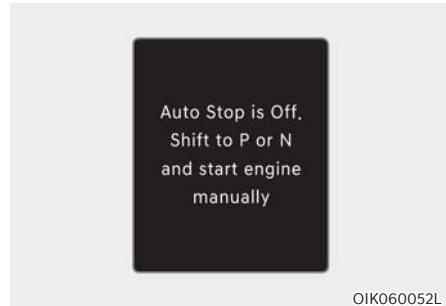 Auto Stop is Off.
Shift to P or N
and start engine
manually
OIK060052L